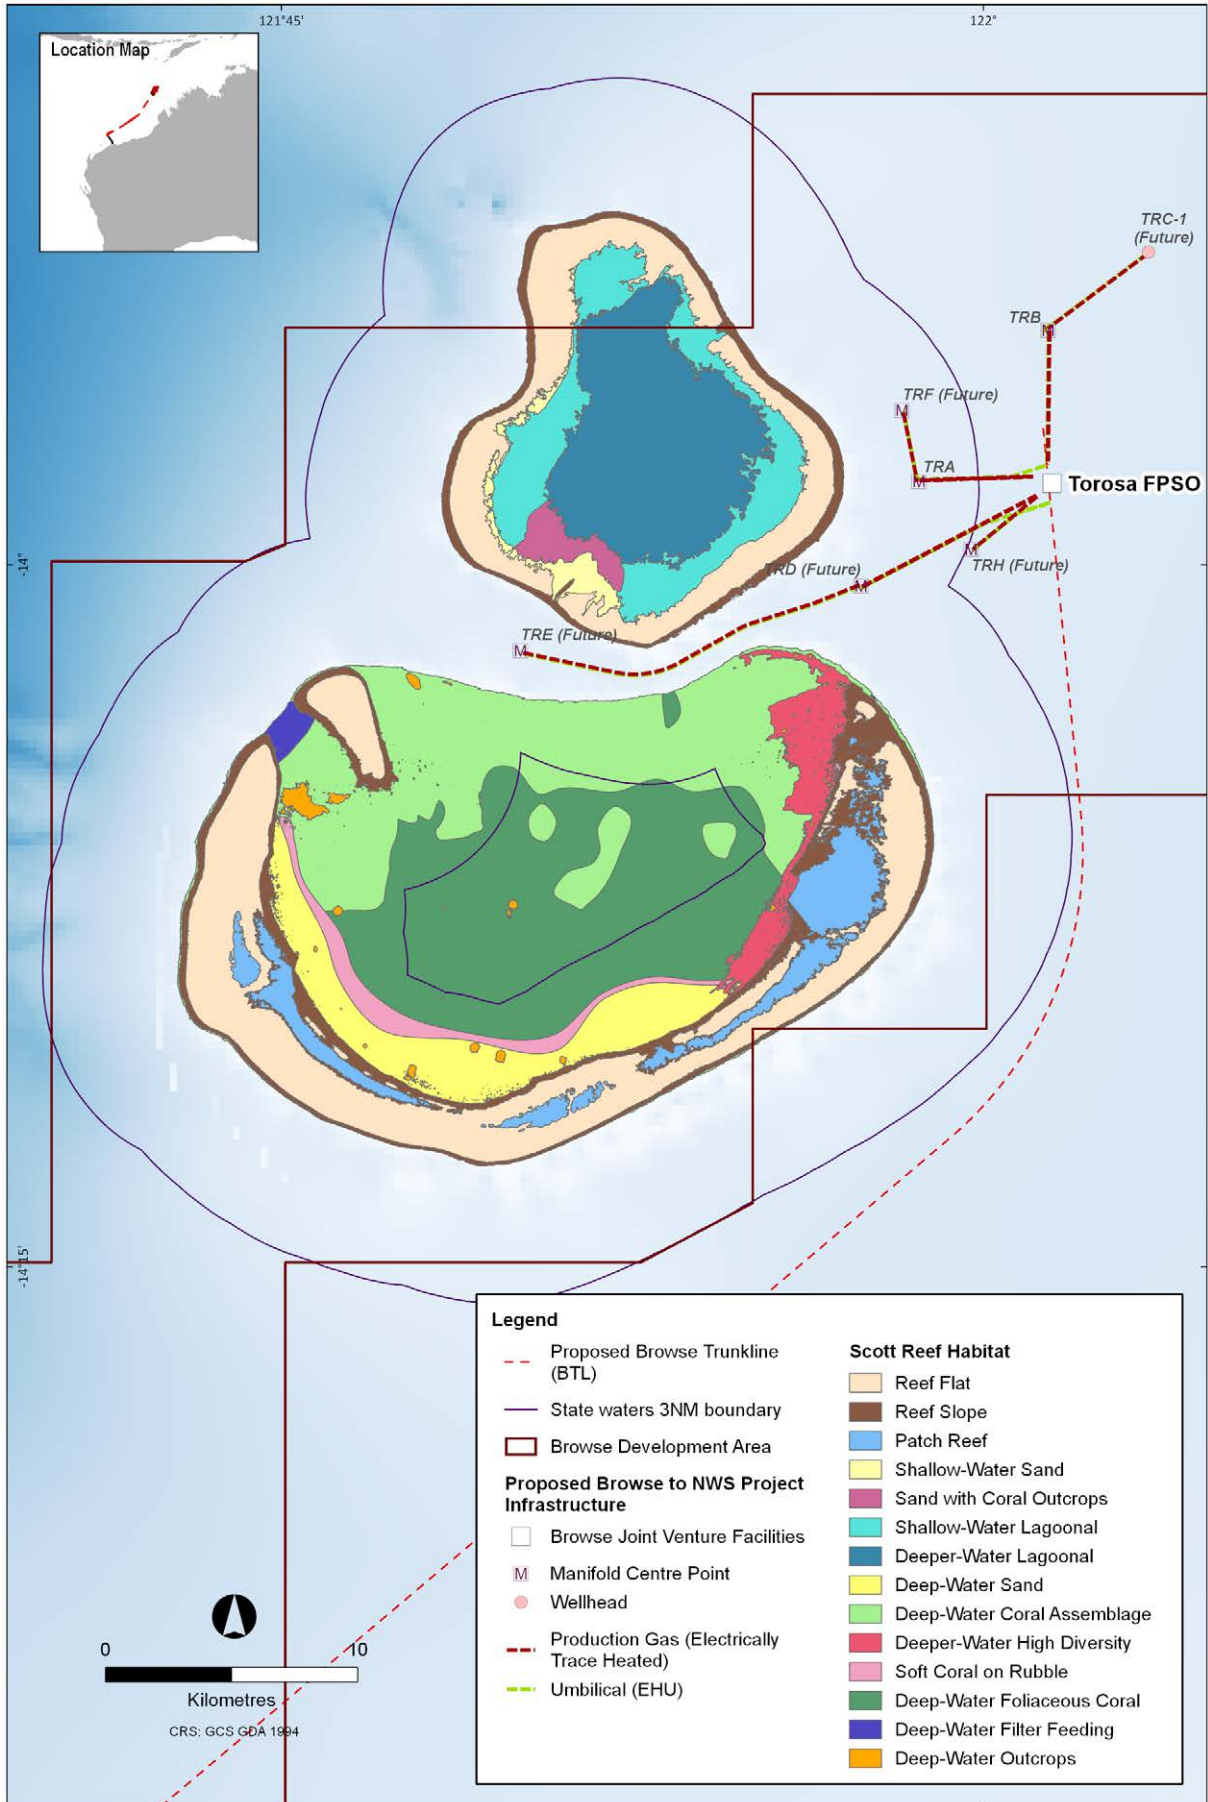 121°45'
122°
Location Map
TRC-1
(Future)
TRB
M
TRF (Future)
M
TRA
M
Torosa FPSO
-14°
TRH (Future)
M
TRD (Future)
M
TRE (Future)
M
-14°15'
Legend
Proposed Browse Trunkline
(BTL)
State waters 3NM boundary
Browse Development Area
Proposed Browse to NWS Project
Infrastructure
Browse Joint Venture Facilities
M Manifold Centre Point
Wellhead
Production Gas (Electrically
Trace Heated)
Umbilical (EHU)
Scott Reef Habitat
Reef Flat
Reef Slope
Patch Reef
Shallow-Water Sand
Sand with Coral Outcrops
Shallow-Water Lagoonal
Deeper-Water Lagoonal
Deep-Water Sand
Deep-Water Coral Assemblage
Deeper-Water High Diversity
Soft Coral on Rubble
Deep-Water Foliaceous Coral
Deep-Water Filter Feeding
Deep-Water Outcrops
0 10
Kilometres
CRS: GCS GDA 1994